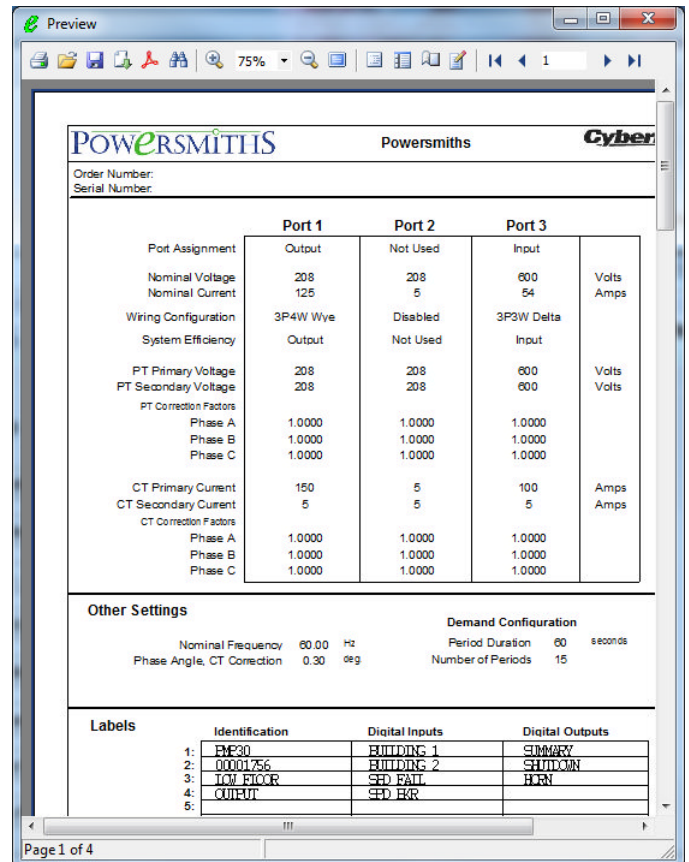 Preview
75%
1
POWERSMITHS
Powersmiths
Cyber
Order Number:
Serial Number:
Port 1 Port 2 Port 3
Port Assignment Output Not Used Input
Nominal Voltage 208 208 600 Volts
Nominal Current 125 5 54 Amps
Wiring Configuration 3P4W Wye Disabled 3P3W Delta
System Efficiency Output Not Used Input
PT Primary Voltage 208 208 600 Volts
PT Secondary Voltage 208 208 600 Volts
PT Correction Factors
Phase A 1.0000 1.0000 1.0000
Phase B 1.0000 1.0000 1.0000
Phase C 1.0000 1.0000 1.0000
CT Primary Current 150 5 100 Amps
CT Secondary Current 5 5 5 Amps
CT Correction Factors
Phase A 1.0000 1.0000 1.0000
Phase B 1.0000 1.0000 1.0000
Phase C 1.0000 1.0000 1.0000
Other Settings
Demand Configuration
Nominal Frequency 60.00 Hz Period Duration 60 seconds
Phase Angle, CT Correction 0.30 deg Number of Periods 15
Labels Identification Digital Inputs Digital Outputs
1: EMP30 BUILDING 1 SUMMARY
2: 00001756 BUILDING 2 SHUTDOWN
3: LOW FLOOR SPD FAIL HORN
4: OUTPUT SPD BKR
5:
Page 1 of 4